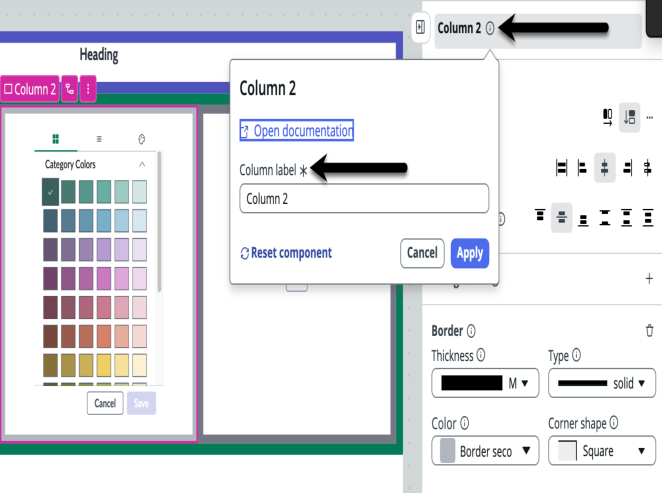 Column 2
Heading
Column 2
Column 2
Open documentation
Column label
Column 2
Reset component
Cancel
Apply
Category Colors
Cancel
Save
Border
Thickness
Type
M
solid
Color
Corner shape
Border seco
Square